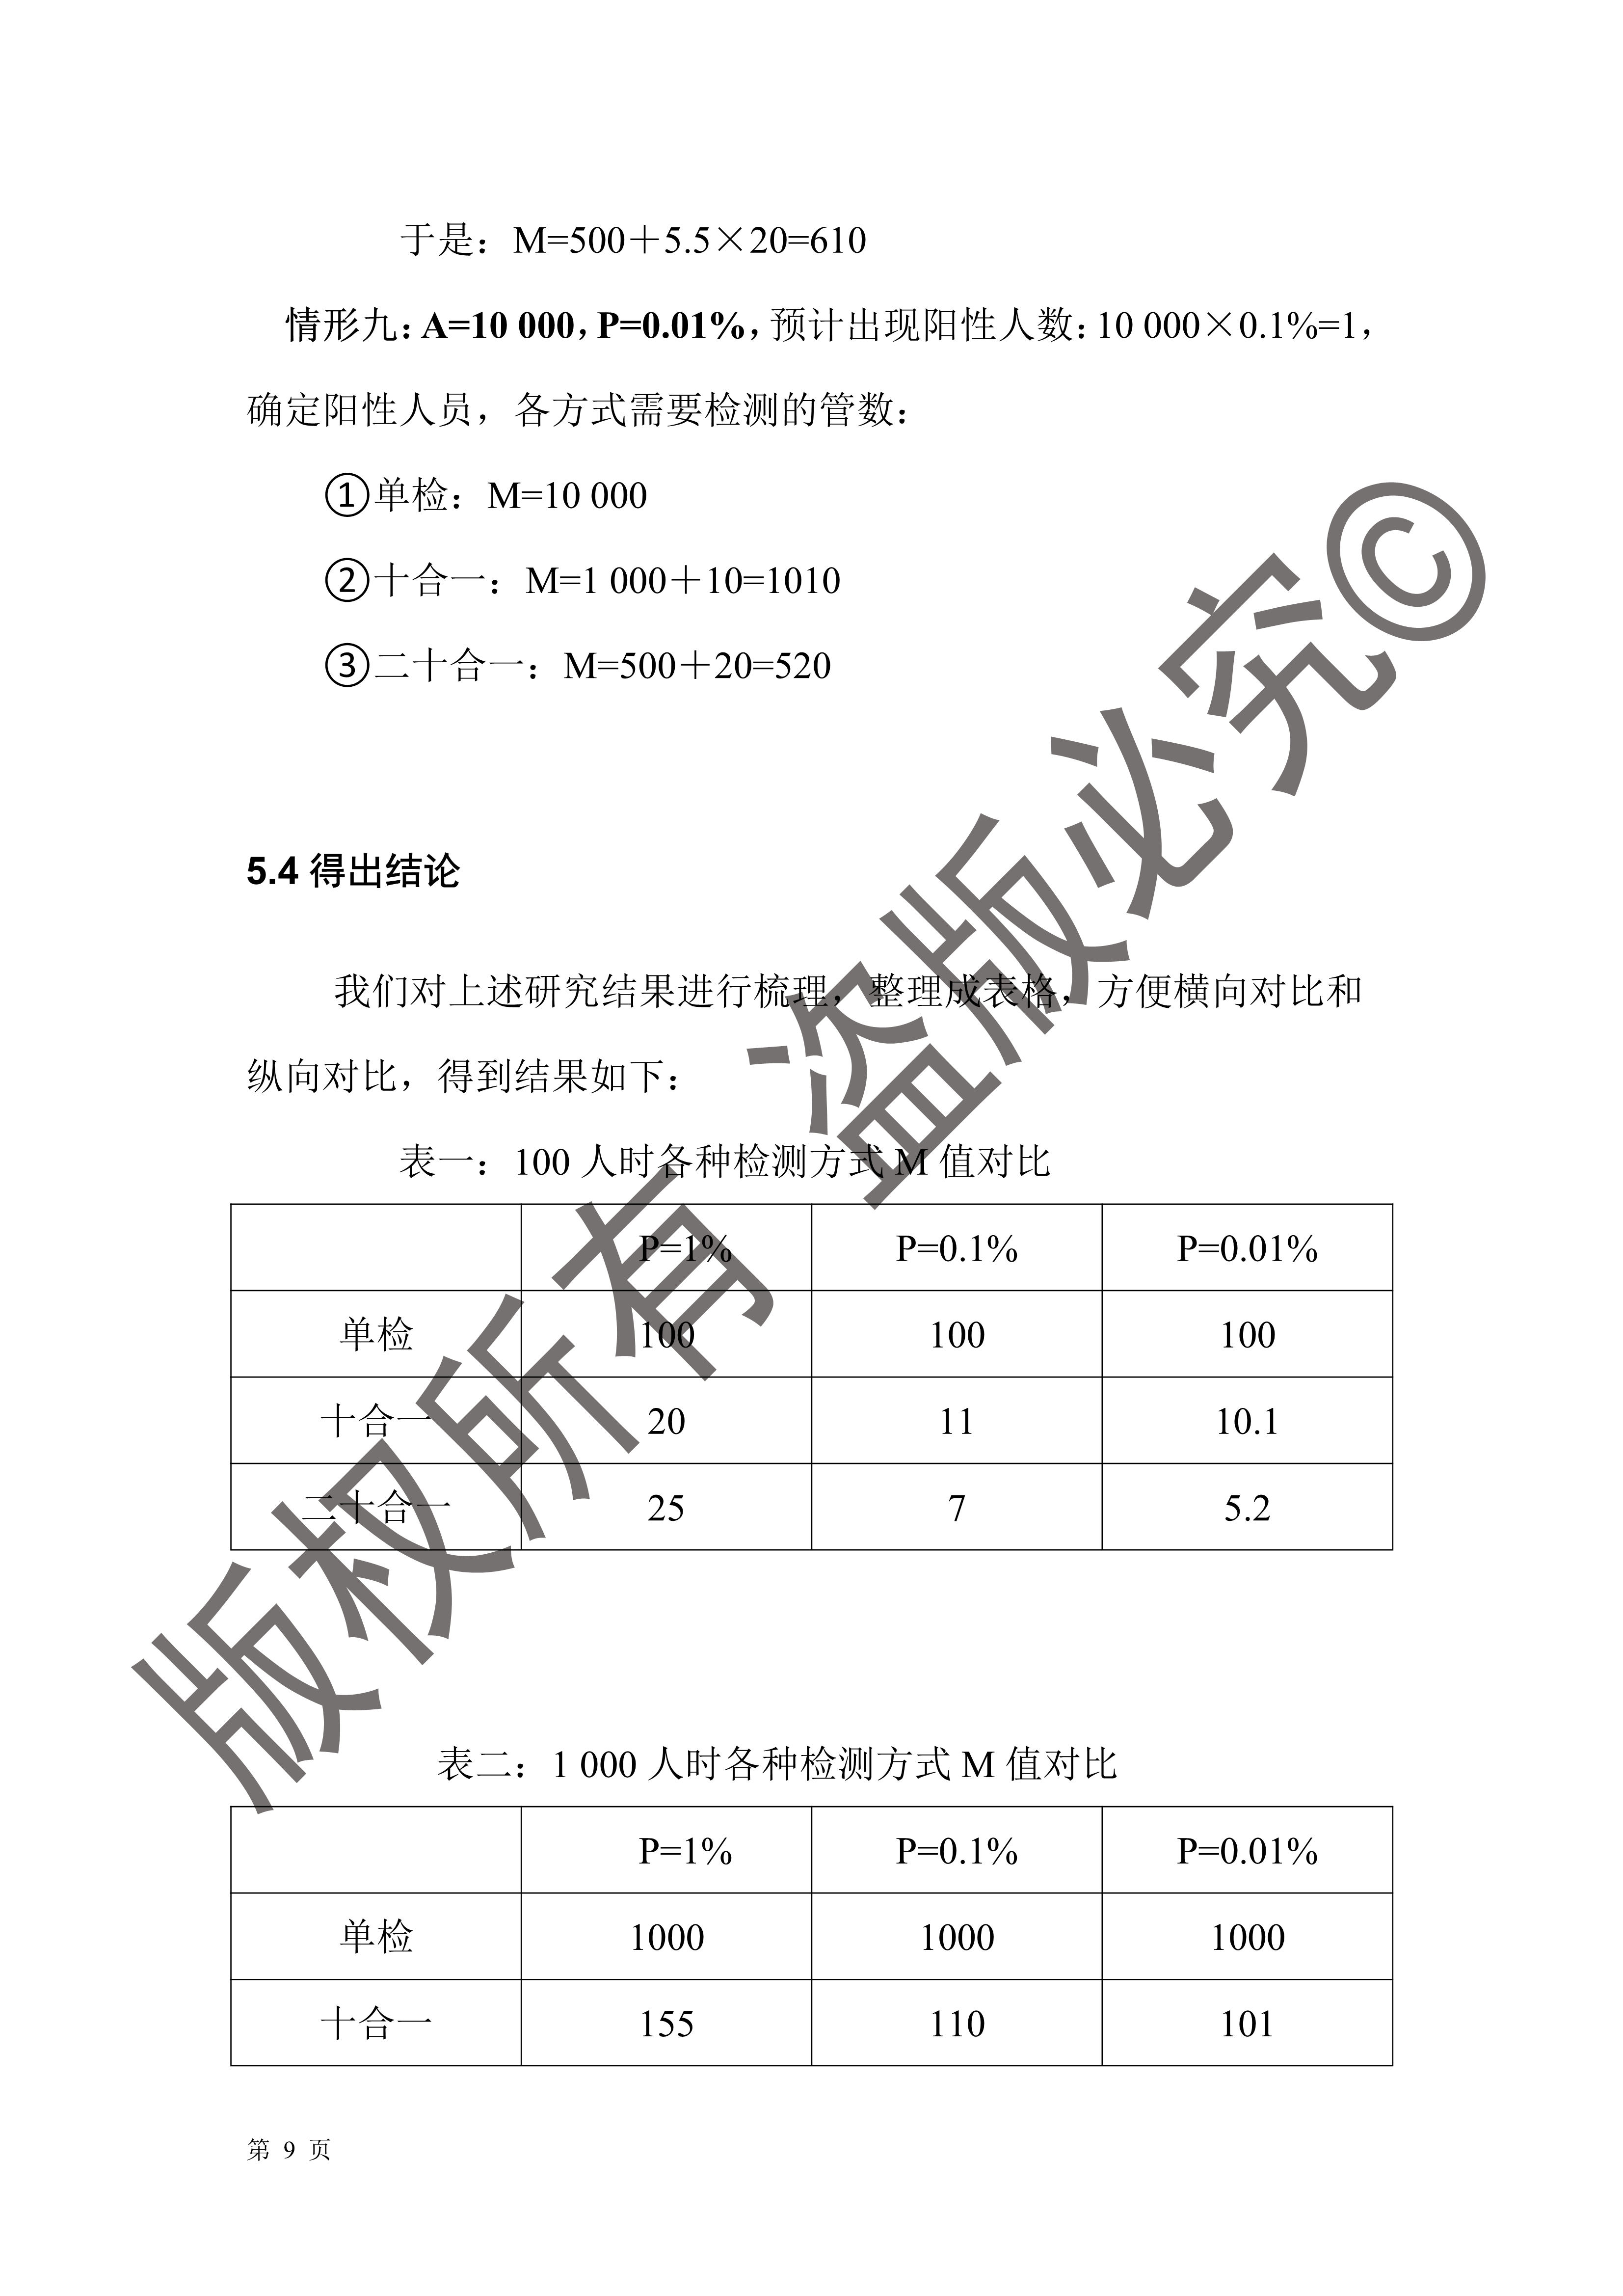 于是：M=500＋5.5×20=610
情形九：A=10 000，P=0.01%，预计出现阳性人数：10 000×0.1%=1，
确定阳性人员，各方式需要检测的管数：
①单检：M=10 000
②十合一：M=1 000＋10=1010
③二十合一：M=500＋20=520
5.4 得出结论
我们对上述研究结果进行梳理，整理成表格，方便横向对比和
纵向对比，得到结果如下：
表一：100 人时各种检测方式 M 值对比
P=1% P=0.1% P=0.01%
单检 100 100 100
十合一 20 11 10.1
二十合一 25 7 5.2
表二：1 000 人时各种检测方式 M 值对比
P=1% P=0.1% P=0.01%
单检 1000 1000 1000
十合一 155 110 101
第 9 页
版权所有 盗版必究©